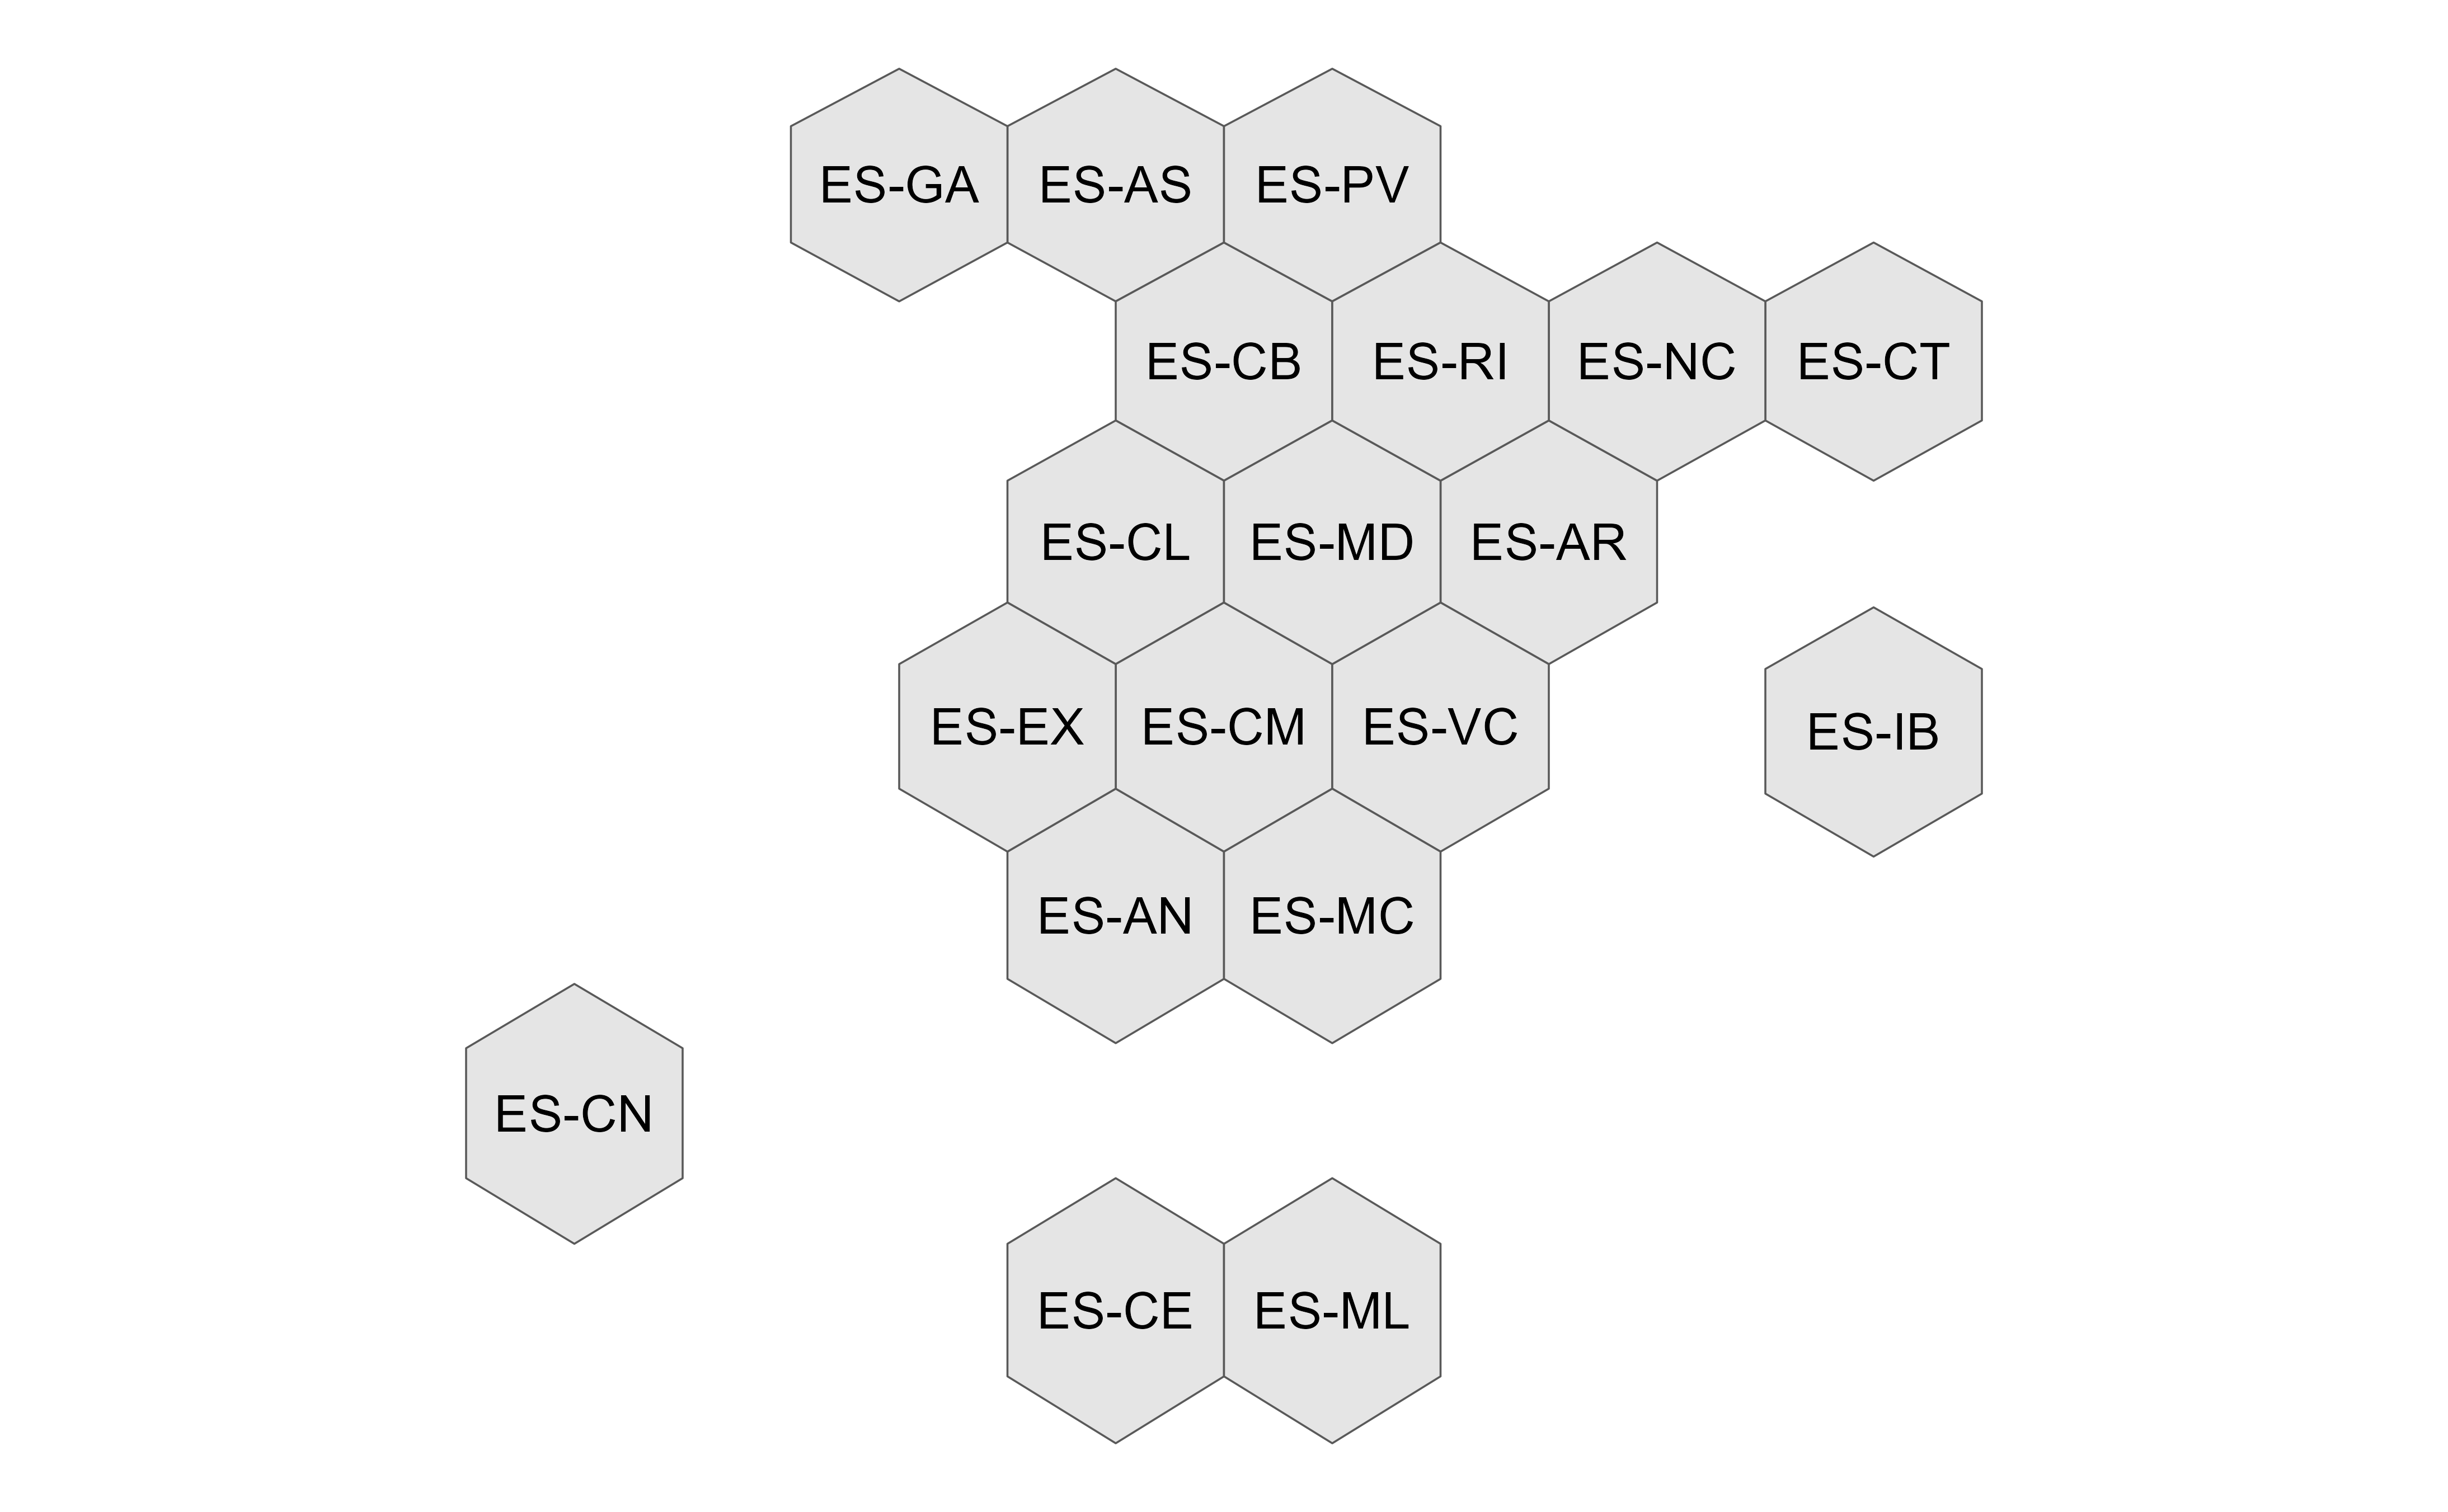 ES-GA ES-AS ES-PV
ES-CB ES-RI ES-NC ES-CT
ES-CL ES-MD ES-AR
ES-EX ES-CM ES-VC ES-IB
ES-AN ES-MC
ES-CN
ES-CE ES-ML